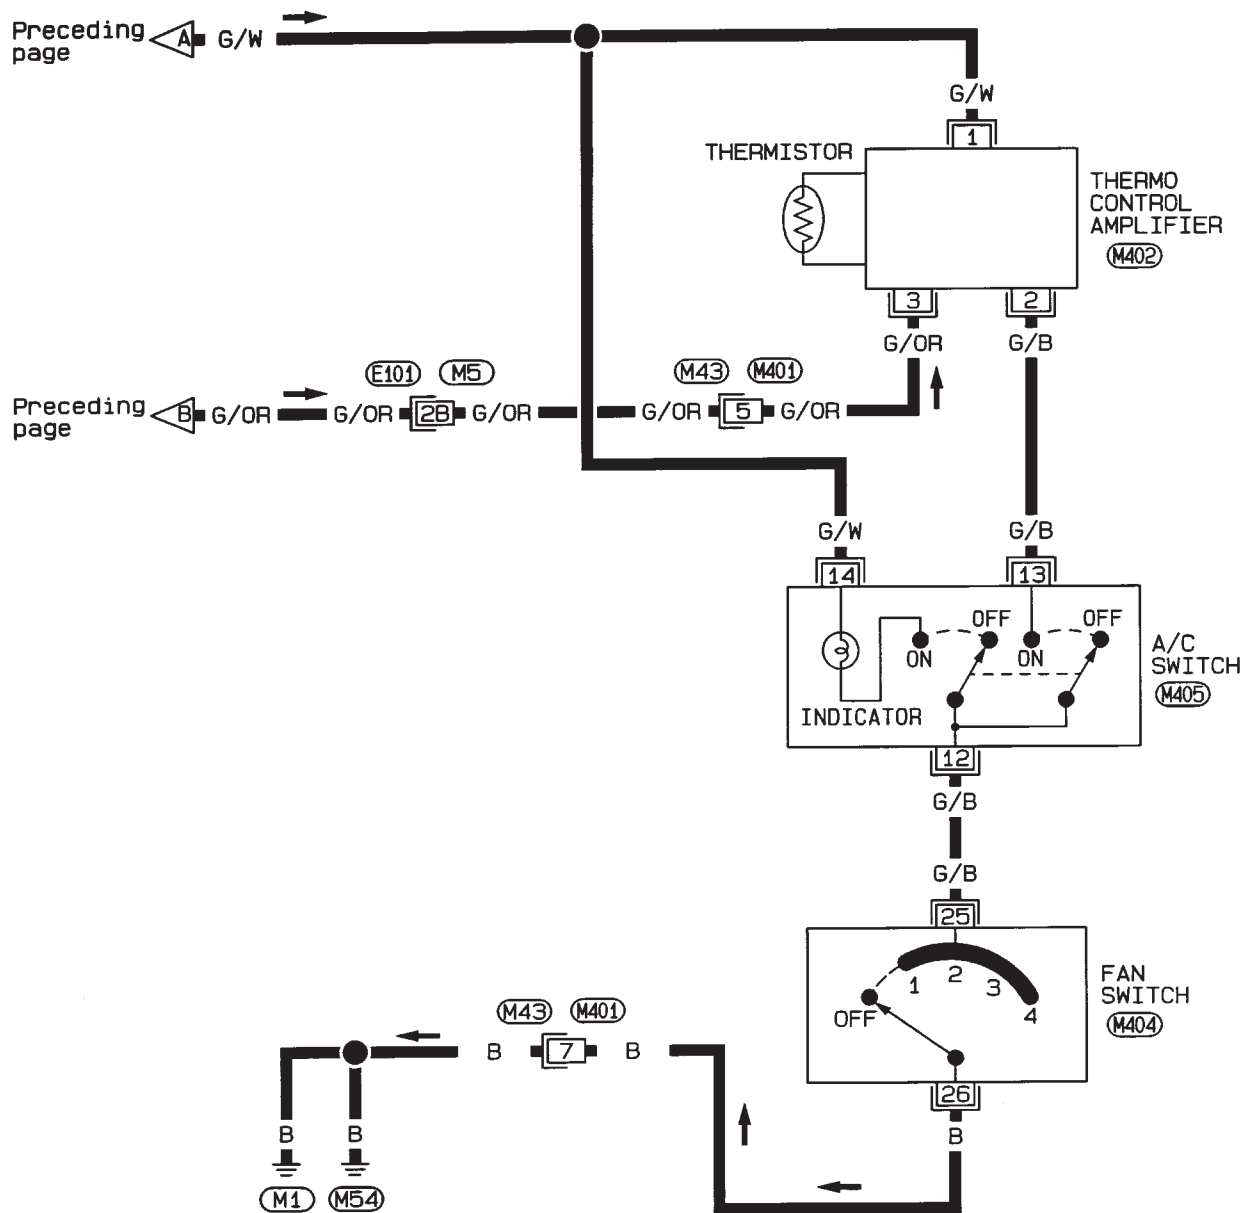 Preceding
page
A
G/W
G/W
1
THERMISTOR
THERMO
CONTROL
AMPLIFIER
M402
3
2
G/OR
G/B
E101
M5
M43
M401
Preceding
page
B
G/OR
G/OR
2B
G/OR
G/OR
5
G/OR
G/W
G/B
14
13
OFF
OFF
ON
ON
A/C
SWITCH
M405
INDICATOR
12
G/B
G/B
25
1
2
3
4
OFF
FAN
SWITCH
M404
M43
M401
B
7
B
26
B
B
B
M1
M54